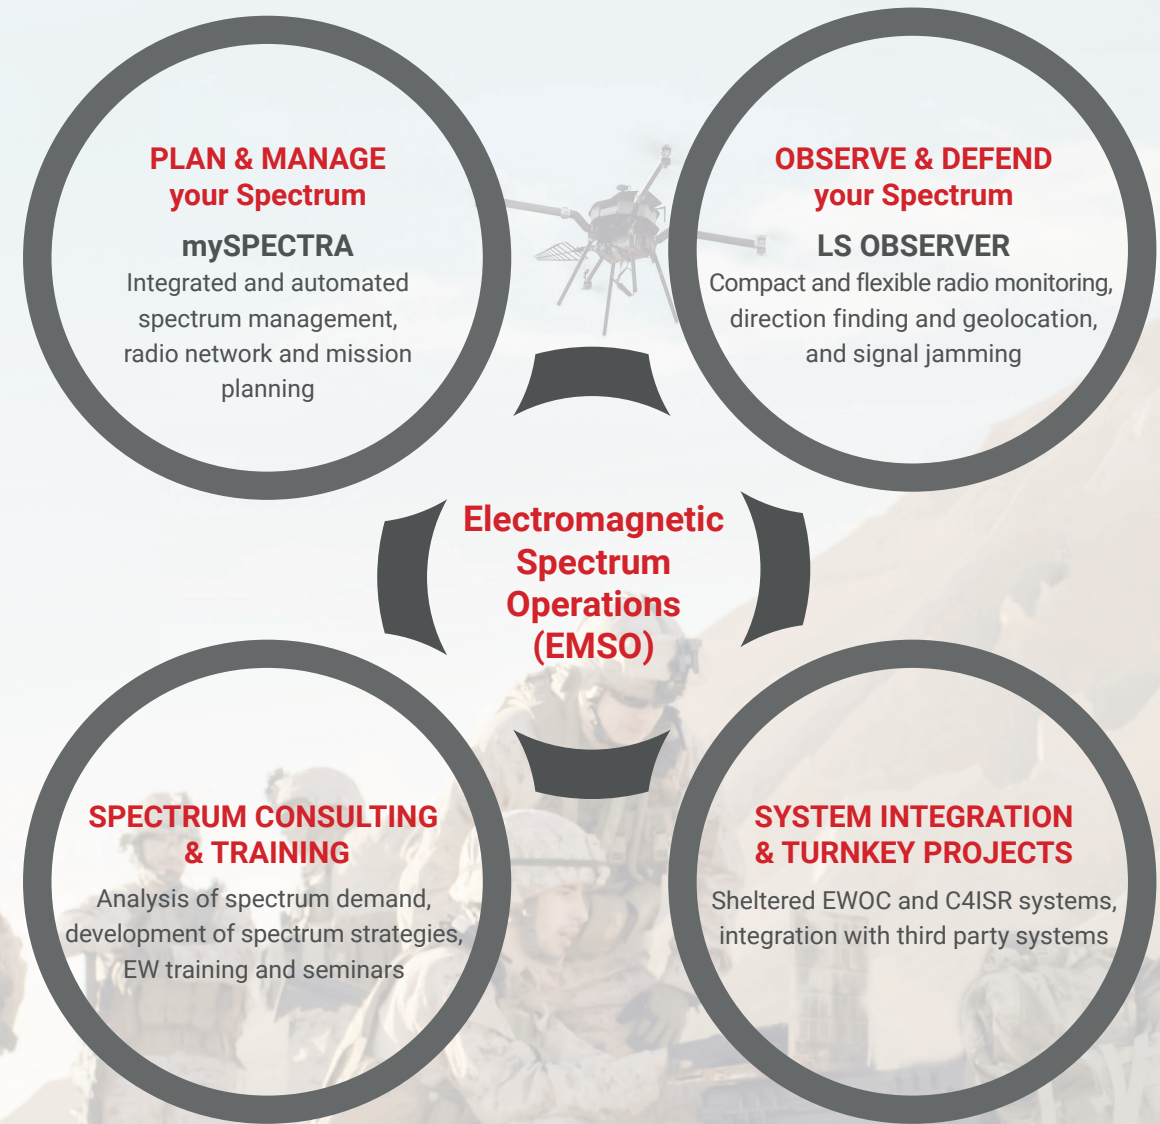 PLAN & MANAGE
your Spectrum
mySPECTRA
Integrated and automated
spectrum management,
radio network and mission
planning
OBSERVE & DEFEND
your Spectrum
LS OBSERVER
Compact and flexible radio monitoring,
direction finding and geolocation,
and signal jamming
Electromagnetic
Spectrum
Operations
(EMSO)
SPECTRUM CONSULTING
& TRAINING
Analysis of spectrum demand,
development of spectrum strategies,
EW training and seminars
SYSTEM INTEGRATION
& TURNKEY PROJECTS
Sheltered EWOC and C4ISR systems,
integration with third party systems